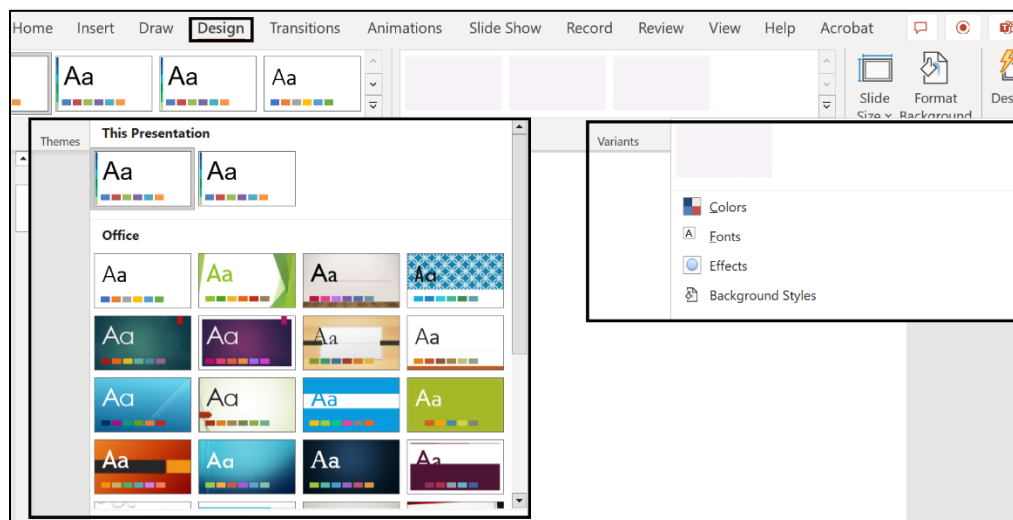 Home Insert Draw Design Transitions Animations Slide Show Record Review View Help Acrobat
Aa Aa Aa
Slide Format
Size Background
Themes This Presentation Variants
Aa Aa
Colors
Office
Fonts
Aa Aa Aa Aa
Effects
Background Styles
Aa Aa Aa Aa
Aa Aa Aa Aa
Aa Aa Aa Aa